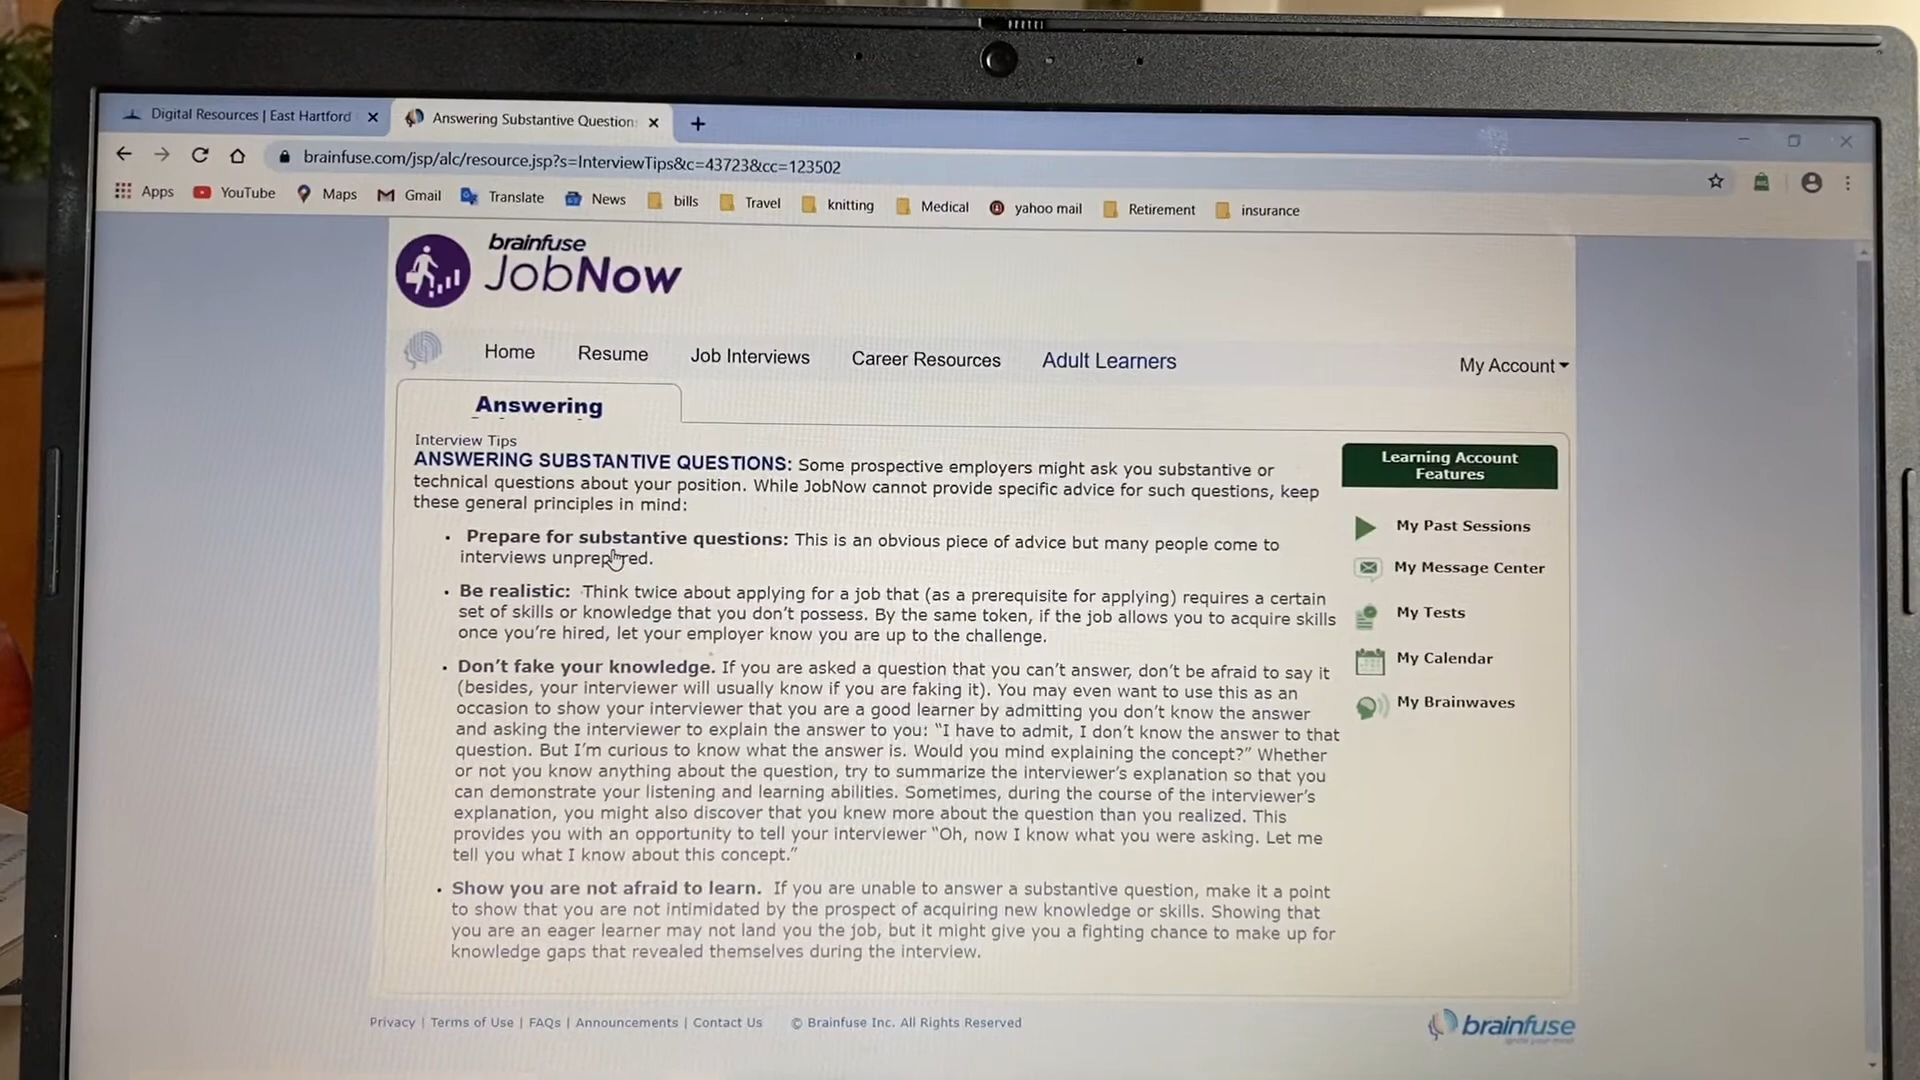 Digital Resources | East Hartford
Answering Substantive Question
brainfuse.com/jsp/alc/resource.jsp?s=InterviewTips&c=43723&cc=123502
Apps YouTube Maps Gmail Translate News bills Travel knitting Medical yahoo mail Retirement insurance
brainfuse
JobNow
Home Resume Job Interviews Career Resources Adult Learners My Account
Answering
Interview Tips
ANSWERING SUBSTANTIVE QUESTIONS: Some prospective employers might ask you substantive or
technical questions about your position. While JobNow cannot provide specific advice for such questions, keep
these general principles in mind:
• Prepare for substantive questions: This is an obvious piece of advice but many people come to
interviews unprepared.
• Be realistic: Think twice about applying for a job that (as a prerequisite for applying) requires a certain
set of skills or knowledge that you don't possess. By the same token, if the job allows you to acquire skills
once you're hired, let your employer know you are up to the challenge.
• Don't fake your knowledge. If you are asked a question that you can't answer, don't be afraid to say it
(besides, your interviewer will usually know if you are faking it). You may even want to use this as an
occasion to show your interviewer that you are a good learner by admitting you don't know the answer
and asking the interviewer to explain the answer to you: “I have to admit, I don't know the answer to that
question. But I'm curious to know what the answer is. Would you mind explaining the concept?” Whether
or not you know anything about the question, try to summarize the interviewer's explanation so that you
can demonstrate your listening and learning abilities. Sometimes, during the course of the interviewer's
explanation, you might also discover that you knew more about the question than you realized. This
provides you with an opportunity to tell your interviewer “Oh, now I know what you were asking. Let me
tell you what I know about this concept.”
• Show you are not afraid to learn. If you are unable to answer a substantive question, make it a point
to show that you are not intimidated by the prospect of acquiring new knowledge or skills. Showing that
you are an eager learner may not land you the job, but it might give you a fighting chance to make up for
knowledge gaps that revealed themselves during the interview.
Learning Account
Features
My Past Sessions
My Message Center
My Tests
My Calendar
My Brainwaves
Privacy | Terms of Use | FAQs | Announcements | Contact Us © Brainfuse Inc. All Rights Reserved
brainfuse